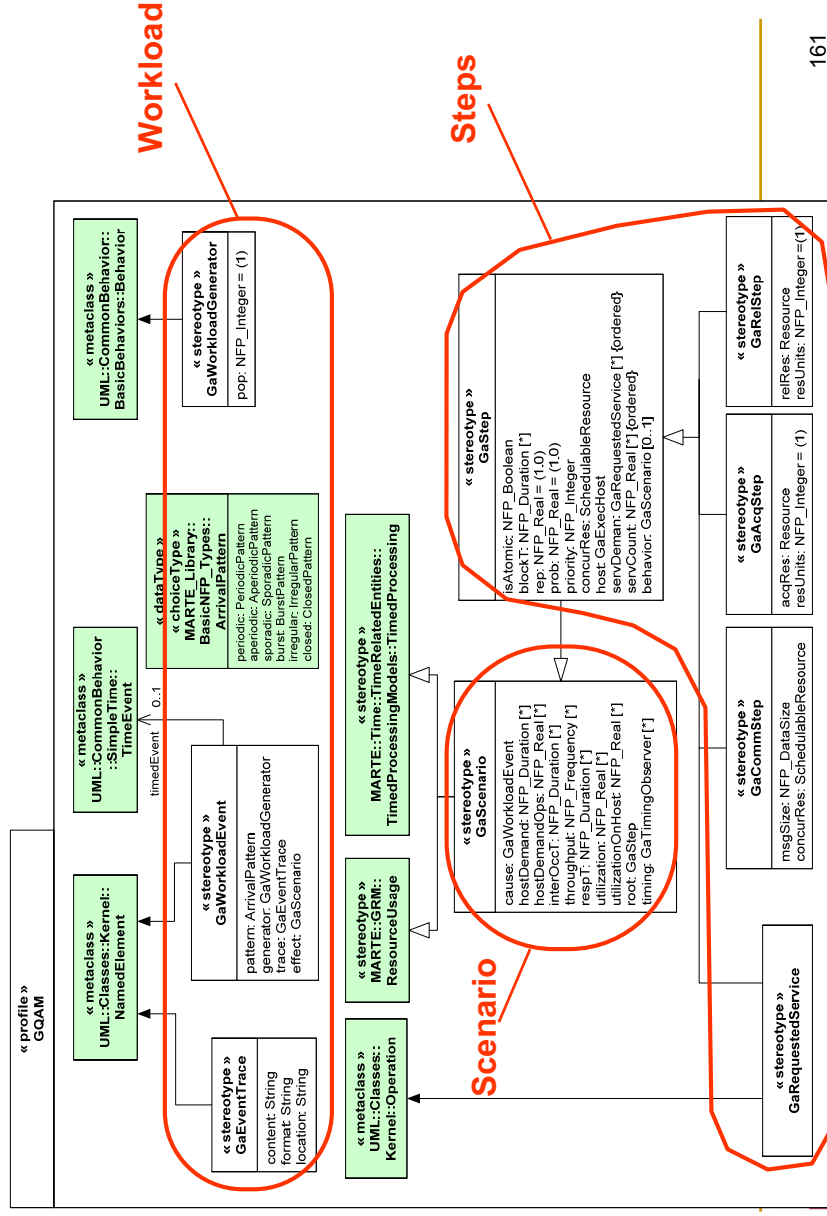 « profile »
GQAM
« metaclass »
UML::Classes::Kernel::
NamedElement
« metaclass »
UML::CommonBehavior
::SimpleTime::
TimeEvent
« metaclass »
UML::CommonBehavior::
BasicBehaviors::Behavior
timedEvent
0..1
Workload
« stereotype »
GaEventTrace
content: String
format: String
location: String
« stereotype »
GaWorkloadEvent
pattern: ArrivalPattern
generator: GaWorkloadGenerator
trace: GaEventTrace
effect: GaScenario
« dataType »
« choiceType »
MARTE_Library::
BasicNFP_Types::
ArrivalPattern
periodic: PeriodicPattern
aperiodic: AperiodicPattern
sporadic: SporadicPattern
burst: BurstPattern
irregular: IrregularPattern
closed: ClosedPattern
« stereotype »
GaWorkloadGenerator
pop: NFP_Integer = (1)
« metaclass »
UML::Classes::
Kernel::Operation
« stereotype »
MARTE::GRM::
ResourceUsage
« stereotype »
MARTE::Time::TimeRelatedEntities::
TimedProcessingModels::TimedProcessing
Scenario
« stereotype »
GaScenario
cause: GaWorkloadEvent
hostDemand: NFP_Duration [*]
hostDemandOps: NFP_Real [*]
interOccT: NFP_Duration [*]
throughput: NFP_Frequency [*]
respT: NFP_Duration [*]
utilization: NFP_Real [*]
utilizationOnHost: NFP_Real [*]
root: GaStep
timing: GaTimingObserver [*]
« stereotype »
GaStep
isAtomic: NFP_Boolean
blockT: NFP_Duration [*]
rep: NFP_Real = (1.0)
prob: NFP_Real = (1.0)
priority: NFP_Integer
concurRes: SchedulableResource
host: GaExecHost
servDeman: GaRequestedService [*] {ordered}
servCount: NFP_Real [*] {ordered}
behavior: GaScenario [0..1]
Steps
« stereotype »
GaRequestedService
« stereotype »
GaCommStep
msgSize: NFP_DataSize
concurRes: SchedulableResource
« stereotype »
GaAcqStep
acqRes: Resource
resUnits: NFP_Integer = (1)
« stereotype »
GaRelStep
relRes: Resource
resUnits: NFP_Integer =(1)
161